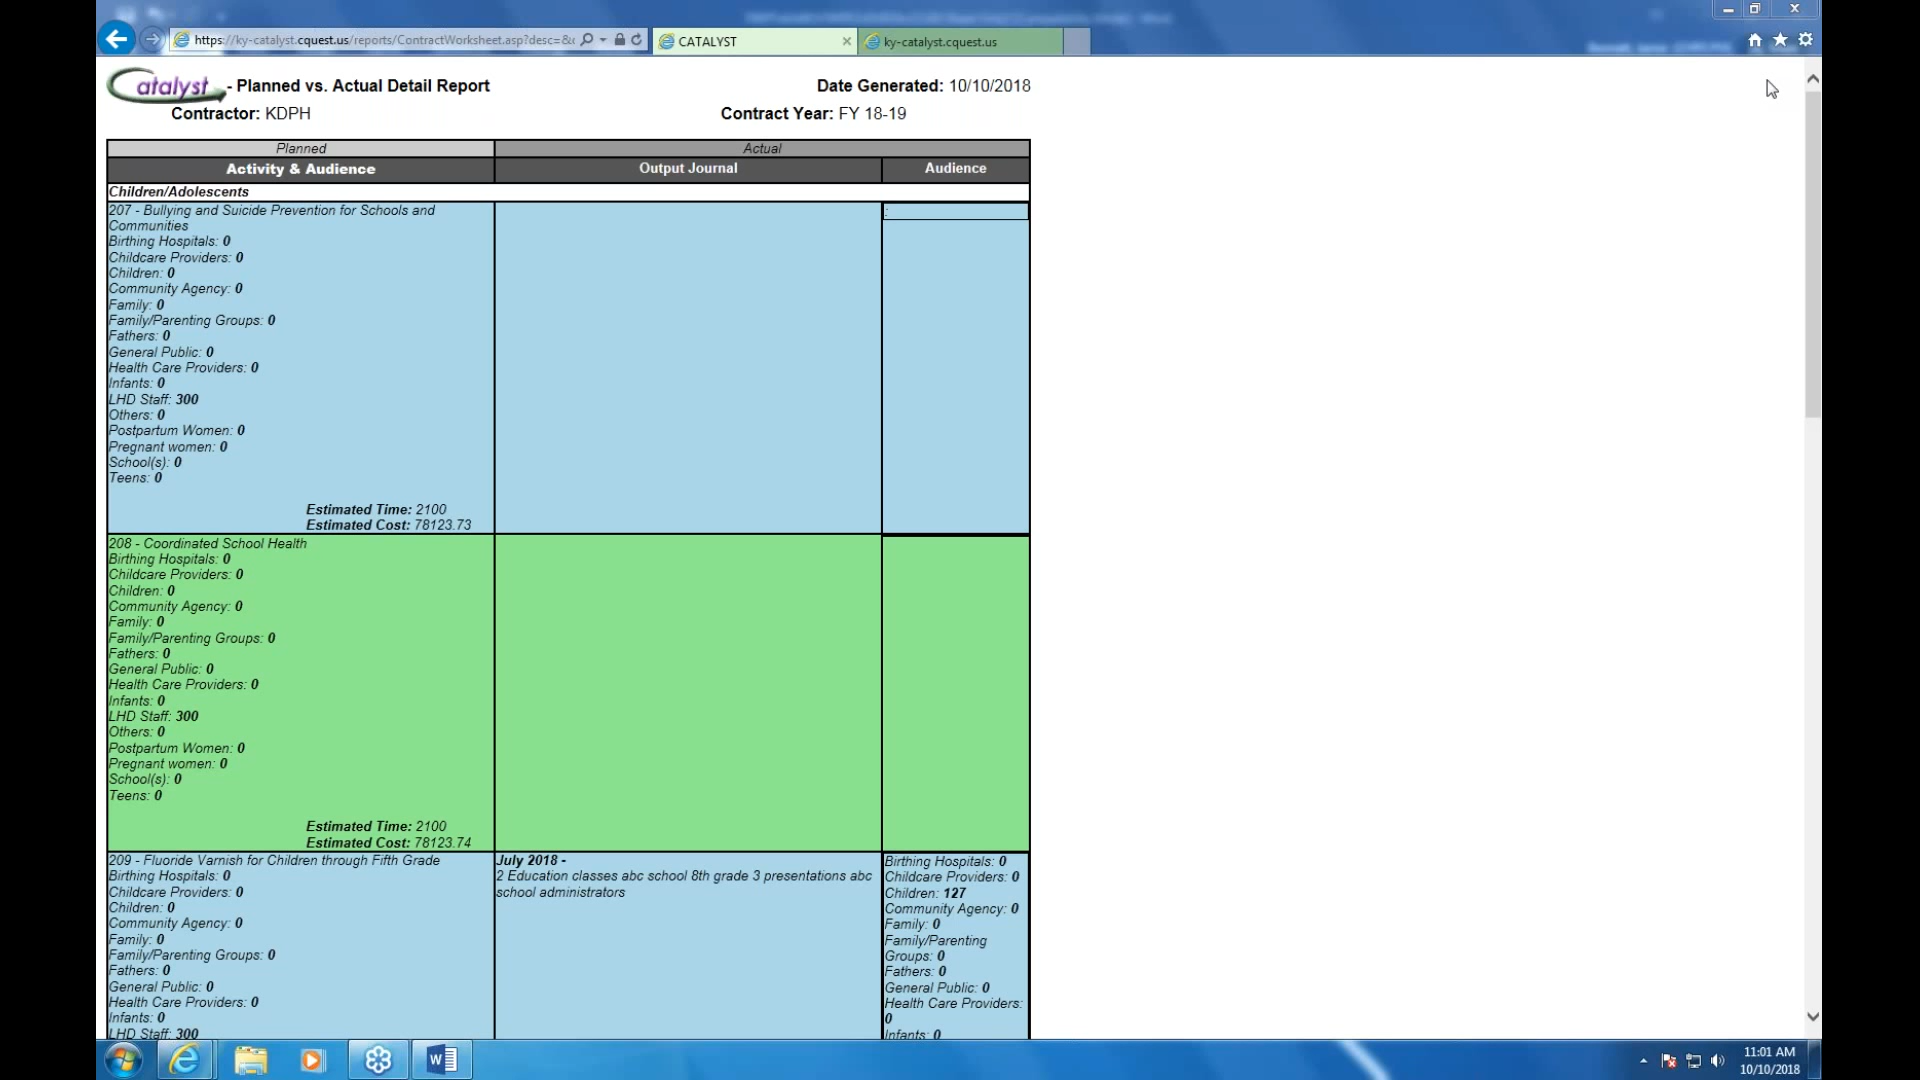 https://ky-catalyst.cquest.us/reports/ContractWorksheet.asp?desc=&
CATALYST
ky-catalyst.cquest.us
Catalyst - Planned vs. Actual Detail Report
Date Generated: 10/10/2018
Contractor: KDPH
Contract Year: FY 18-19
Planned
Actual
Activity & Audience
Output Journal
Audience
Children/Adolescents
207 - Bullying and Suicide Prevention for Schools and
Communities
Birthing Hospitals: 0
Childcare Providers: 0
Children: 0
Community Agency: 0
Family: 0
Family/Parenting Groups: 0
Fathers: 0
General Public: 0
Health Care Providers: 0
Infants: 0
LHD Staff: 300
Others: 0
Postpartum Women: 0
Pregnant women: 0
School(s): 0
Teens: 0
Estimated Time: 2100
Estimated Cost: 78123.73
:
208 - Coordinated School Health
Birthing Hospitals: 0
Childcare Providers: 0
Children: 0
Community Agency: 0
Family: 0
Family/Parenting Groups: 0
Fathers: 0
General Public: 0
Health Care Providers: 0
Infants: 0
LHD Staff: 300
Others: 0
Postpartum Women: 0
Pregnant women: 0
School(s): 0
Teens: 0
Estimated Time: 2100
Estimated Cost: 78123.74
209 - Fluoride Varnish for Children through Fifth Grade
Birthing Hospitals: 0
Childcare Providers: 0
Children: 0
Community Agency: 0
Family: 0
Family/Parenting Groups: 0
Fathers: 0
General Public: 0
Health Care Providers: 0
Infants: 0
LHD Staff: 300
July 2018 -
2 Education classes abc school 8th grade 3 presentations abc
school administrators
Birthing Hospitals: 0
Childcare Providers: 0
Children: 127
Community Agency: 0
Family: 0
Family/Parenting
Groups: 0
Fathers: 0
General Public: 0
Health Care Providers:
0
Infants: 0
11:01 AM
10/10/2018